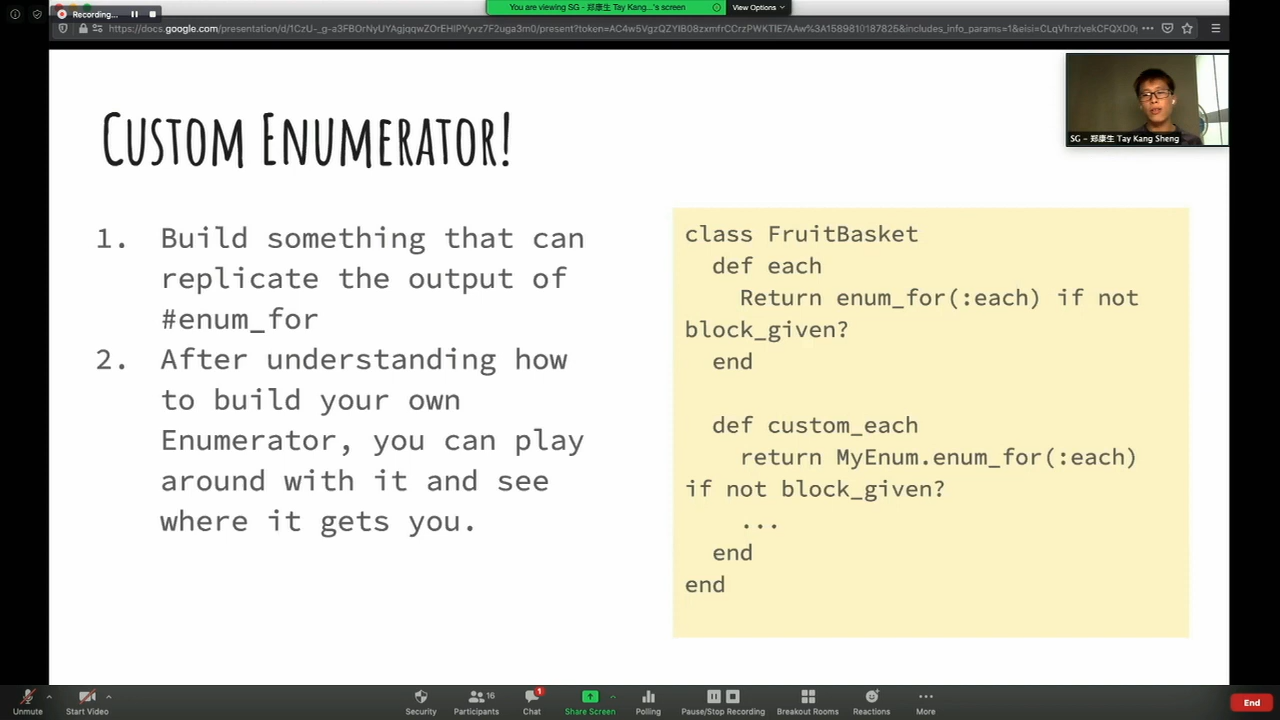 Recording...
You are viewing SG - 郑康生 Tay Kang...'s screen
View Options
SG - 郑康生 Tay Kang Sheng
CUSTOM ENUMERATOR!
1. Build something that can
replicate the output of
#enum_for
2. After understanding how
to build your own
Enumerator, you can play
around with it and see
where it gets you.
class FruitBasket
def each
Return enum_for(:each) if not
block_given?
end
def custom_each
return MyEnum.enum_for(:each)
if not block_given?
...
end
end
Unmute
Start Video
Security
Participants
16
Chat
1
Share Screen
Polling
Pause/Stop Recording
Breakout Rooms
Reactions
More
End